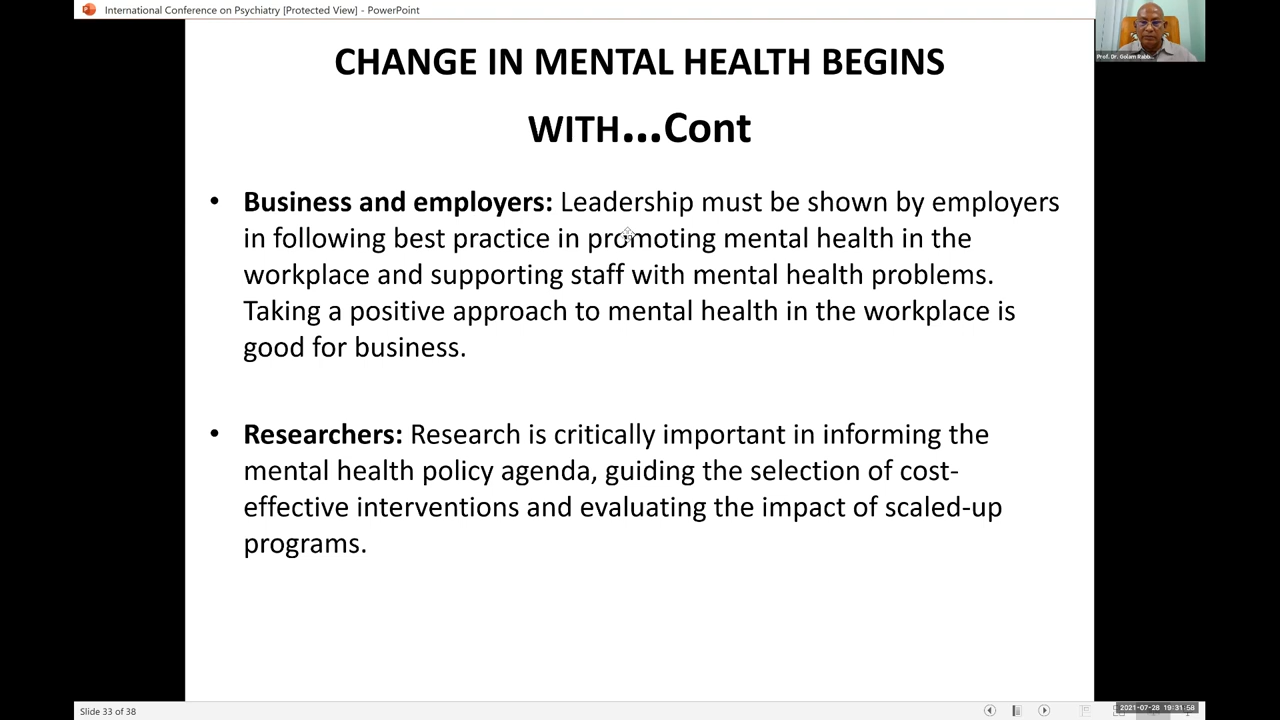 International Conference on Psychiatry [Protected View] - PowerPoint
CHANGE IN MENTAL HEALTH BEGINS
WITH...Cont
Prof. Dr. Golam Rabb...
• Business and employers: Leadership must be shown by employers
in following best practice in promoting mental health in the
workplace and supporting staff with mental health problems.
Taking a positive approach to mental health in the workplace is
good for business.
• Researchers: Research is critically important in informing the
mental health policy agenda, guiding the selection of cost-
effective interventions and evaluating the impact of scaled-up
programs.
Slide 33 of 38
2021-07-28 19:31:58